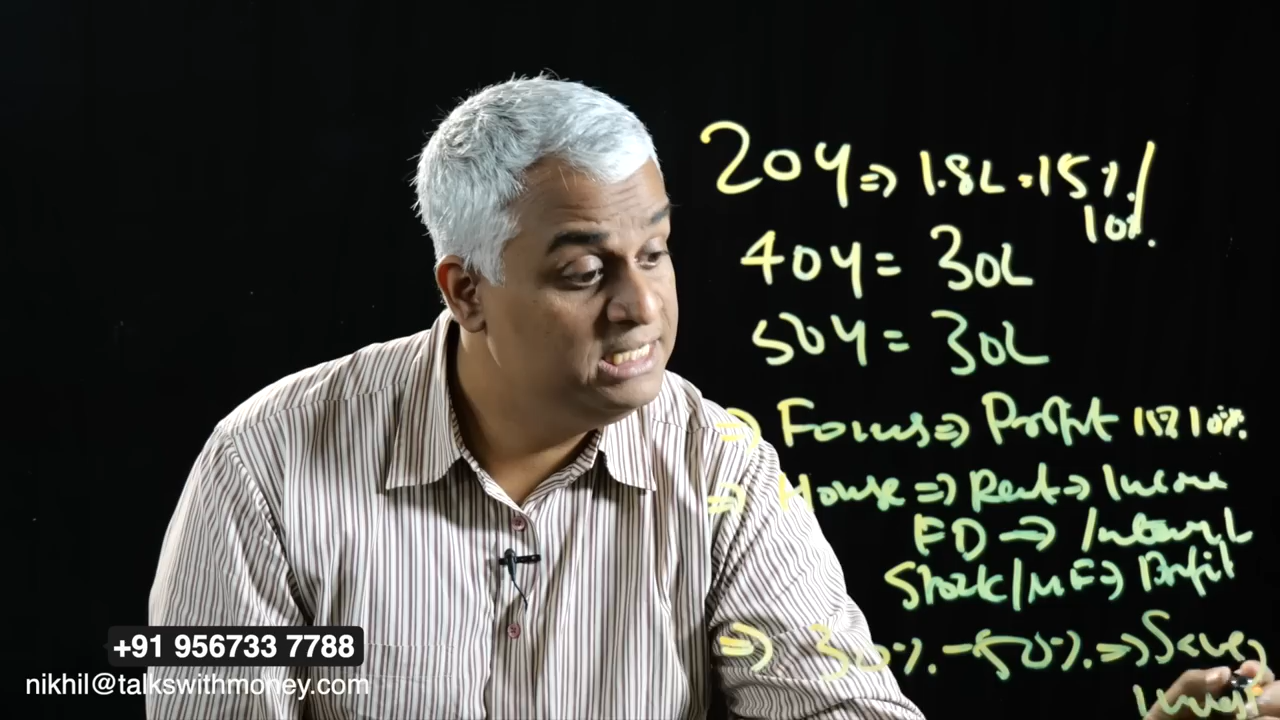 20Y ⇒ 1.8L = 15%
10%.
40Y = 30L
50Y = 30L
⇒ Focus ⇒ Profit 10%.
⇒ House ⇒ Rent → Income
FD → Interest
Stock/MF ⇒ Profit
⇒ 30%. - 50%. ⇒ Save,
Invest
+91 956733 7788
nikhil@talkswithmoney.com